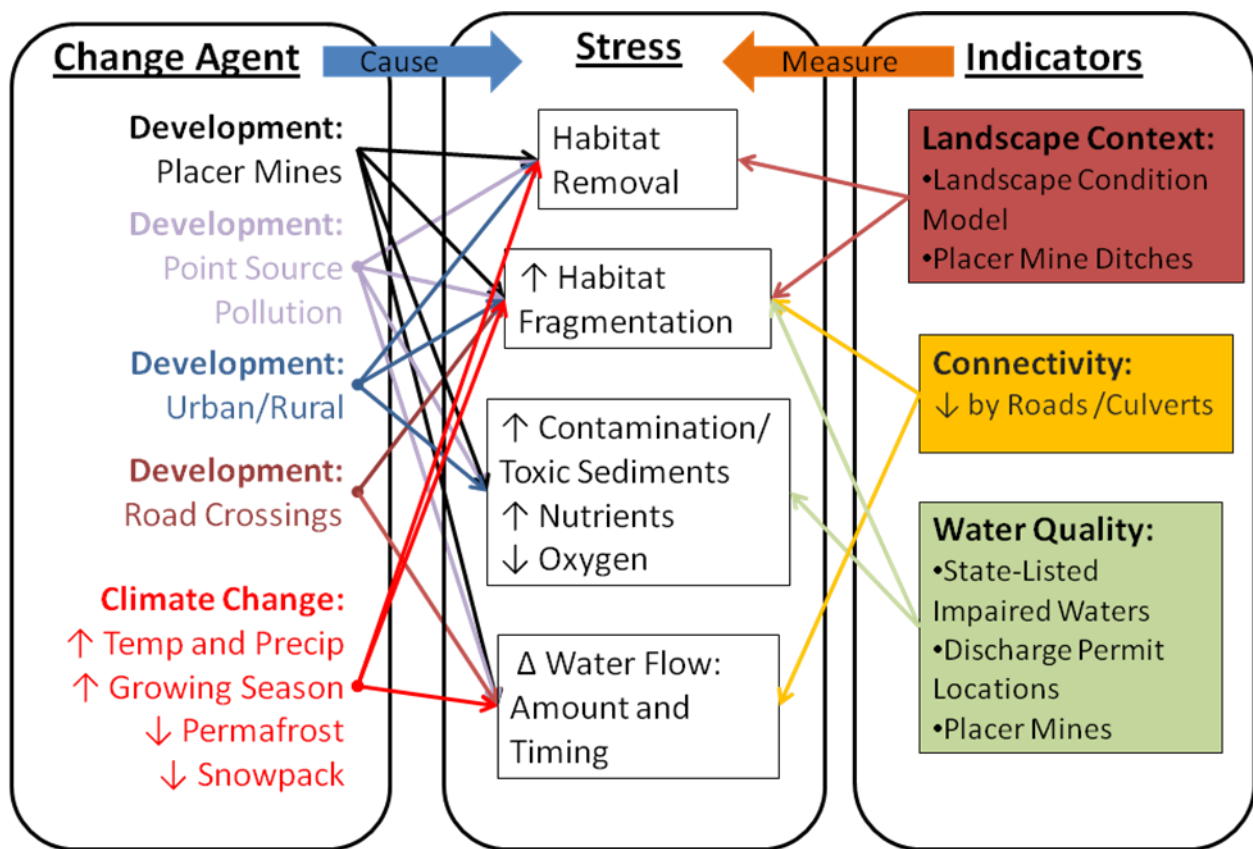 Change Agent
Cause
Stress
Measure
Indicators
Development:
Placer Mines
Development:
Point Source
Pollution
Development:
Urban/Rural
Development:
Road Crossings
Climate Change:
↑ Temp and Precip
↑ Growing Season
↓ Permafrost
↓ Snowpack
Habitat
Removal
↑ Habitat
Fragmentation
↑ Contamination/
Toxic Sediments
↑ Nutrients
↓ Oxygen
Δ Water Flow:
Amount and
Timing
Landscape Context:
•Landscape Condition
Model
•Placer Mine Ditches
Connectivity:
↓ by Roads /Culverts
Water Quality:
•State-Listed
Impaired Waters
•Discharge Permit
Locations
•Placer Mines